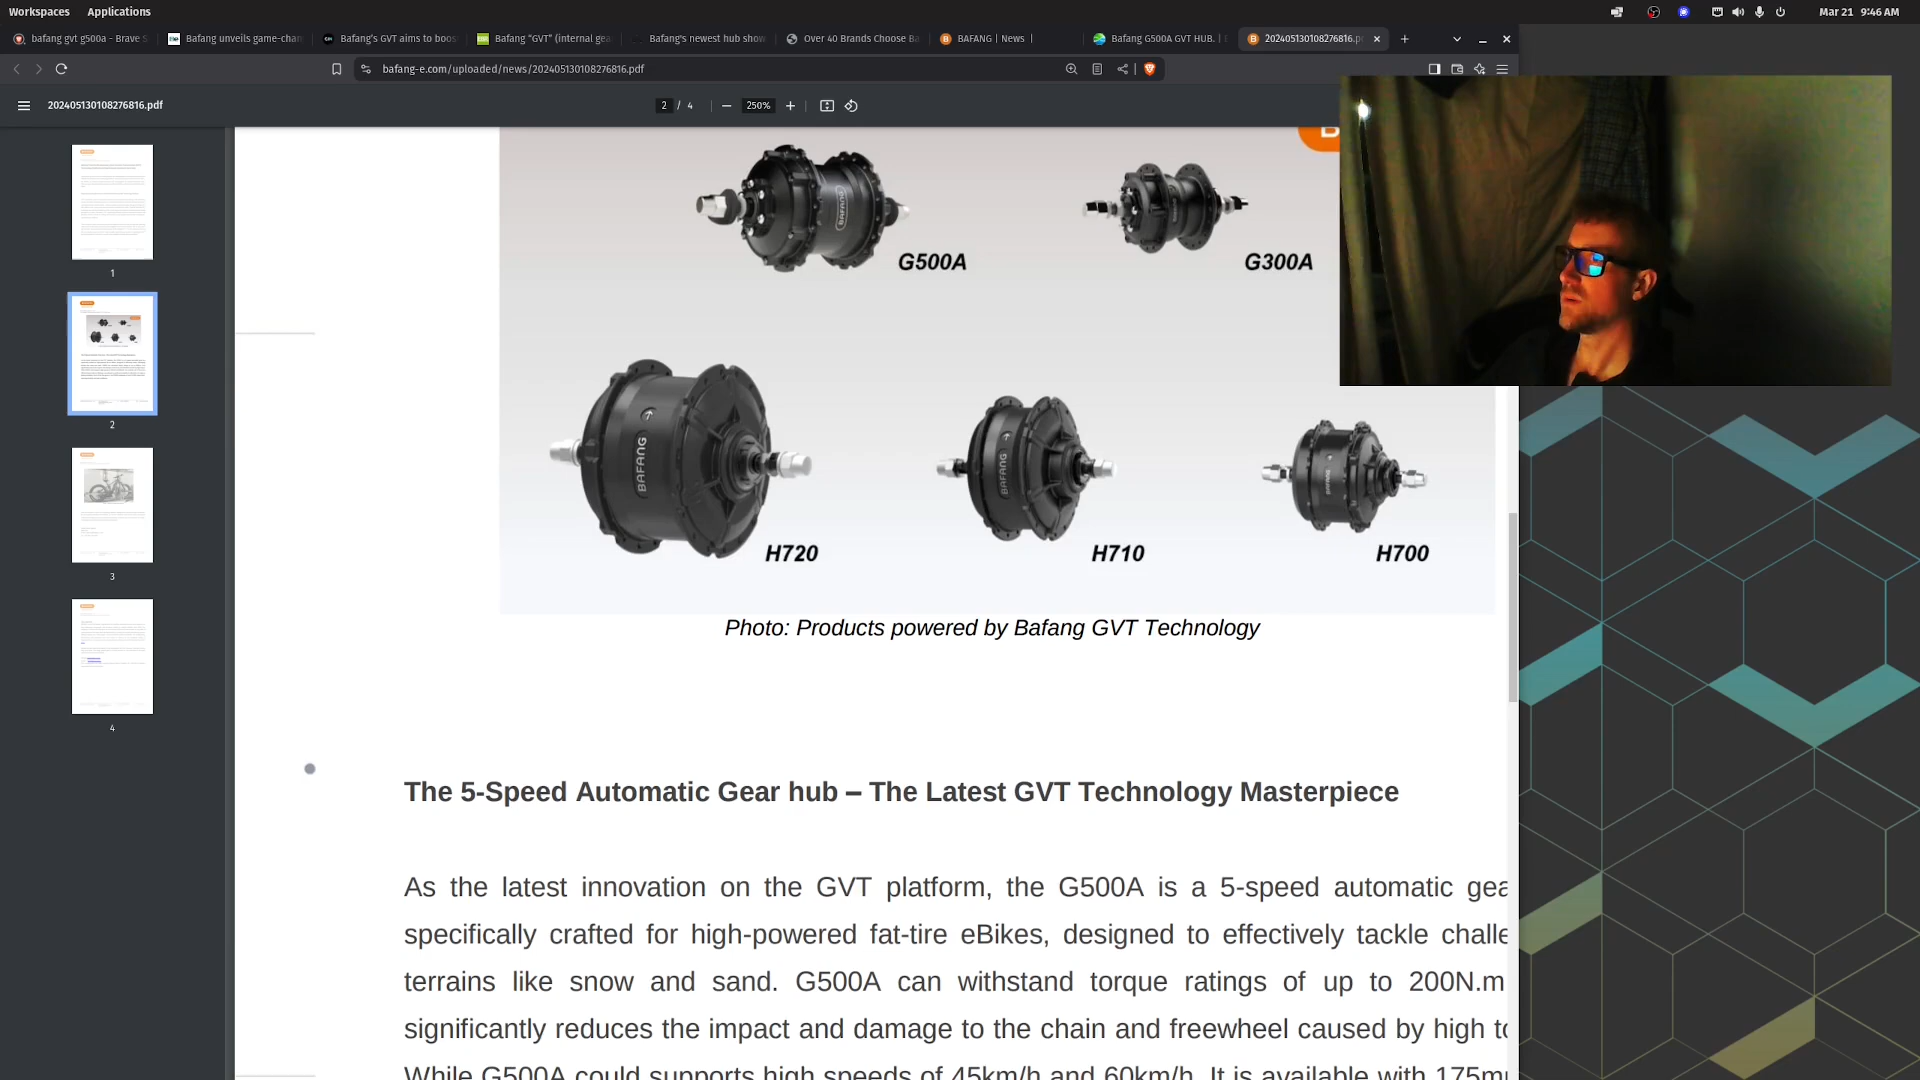 Workspaces Applications Mar 21 9:46 AM
bafang gvt g500a – Brave S Bafang unveils game-chan Bafang's GVT aims to boos Bafang "GVT" (internal gea Bafang's newest hub show Over 40 Brands Choose Ba BAFANG | News | Bafang G500A GVT HUB. | 202405130108276816.p
bafang-e.com/uploaded/news/202405130108276816.pdf
202405130108276816.pdf 2 / 4 250%
1
2
3
4
G500A G300A
BAFANG
BAFANG
BAFANG
H720 H710 H700
Photo: Products powered by Bafang GVT Technology
The 5-Speed Automatic Gear hub – The Latest GVT Technology Masterpiece
As the latest innovation on the GVT platform, the G500A is a 5-speed automatic gea
specifically crafted for high-powered fat-tire eBikes, designed to effectively tackle challe
terrains like snow and sand. G500A can withstand torque ratings of up to 200N.m
significantly reduces the impact and damage to the chain and freewheel caused by high to
While G500A could supports high speeds of 45km/h and 60km/h. It is available with 175m